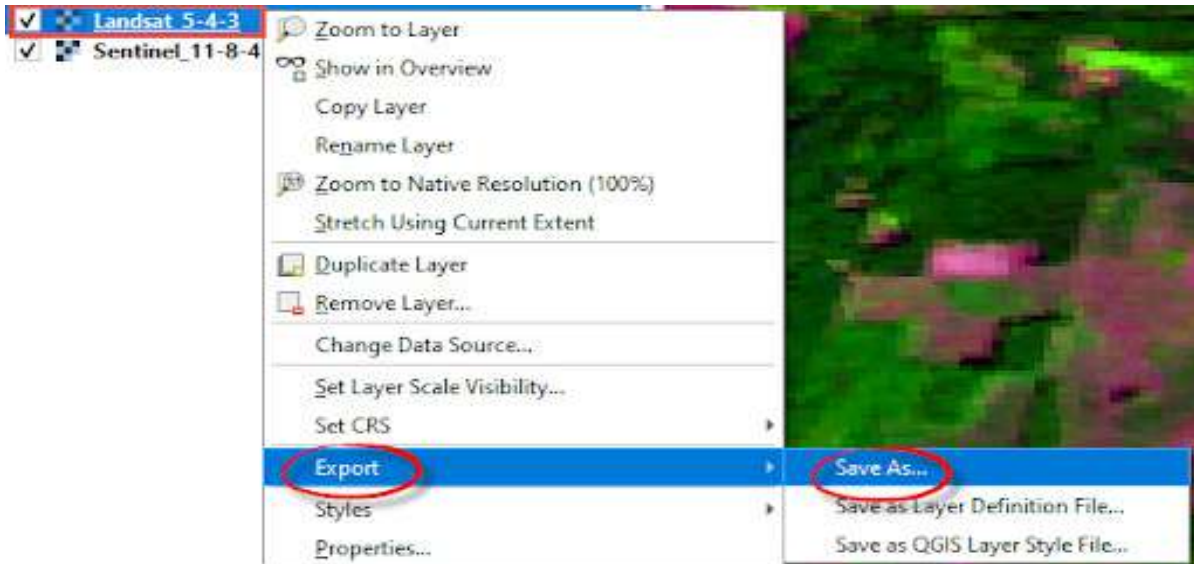 Landsat_5-4-3
Sentinel_11-8-4
Zoom to Layer
Show in Overview
Copy Layer
Rename Layer
Zoom to Native Resolution (100%)
Stretch Using Current Extent
Duplicate Layer
Remove Layer...
Change Data Source...
Set Layer Scale Visibility...
Set CRS
Export
Styles
Properties...
Save As...
Save as Layer Definition File...
Save as QGIS Layer Style File...